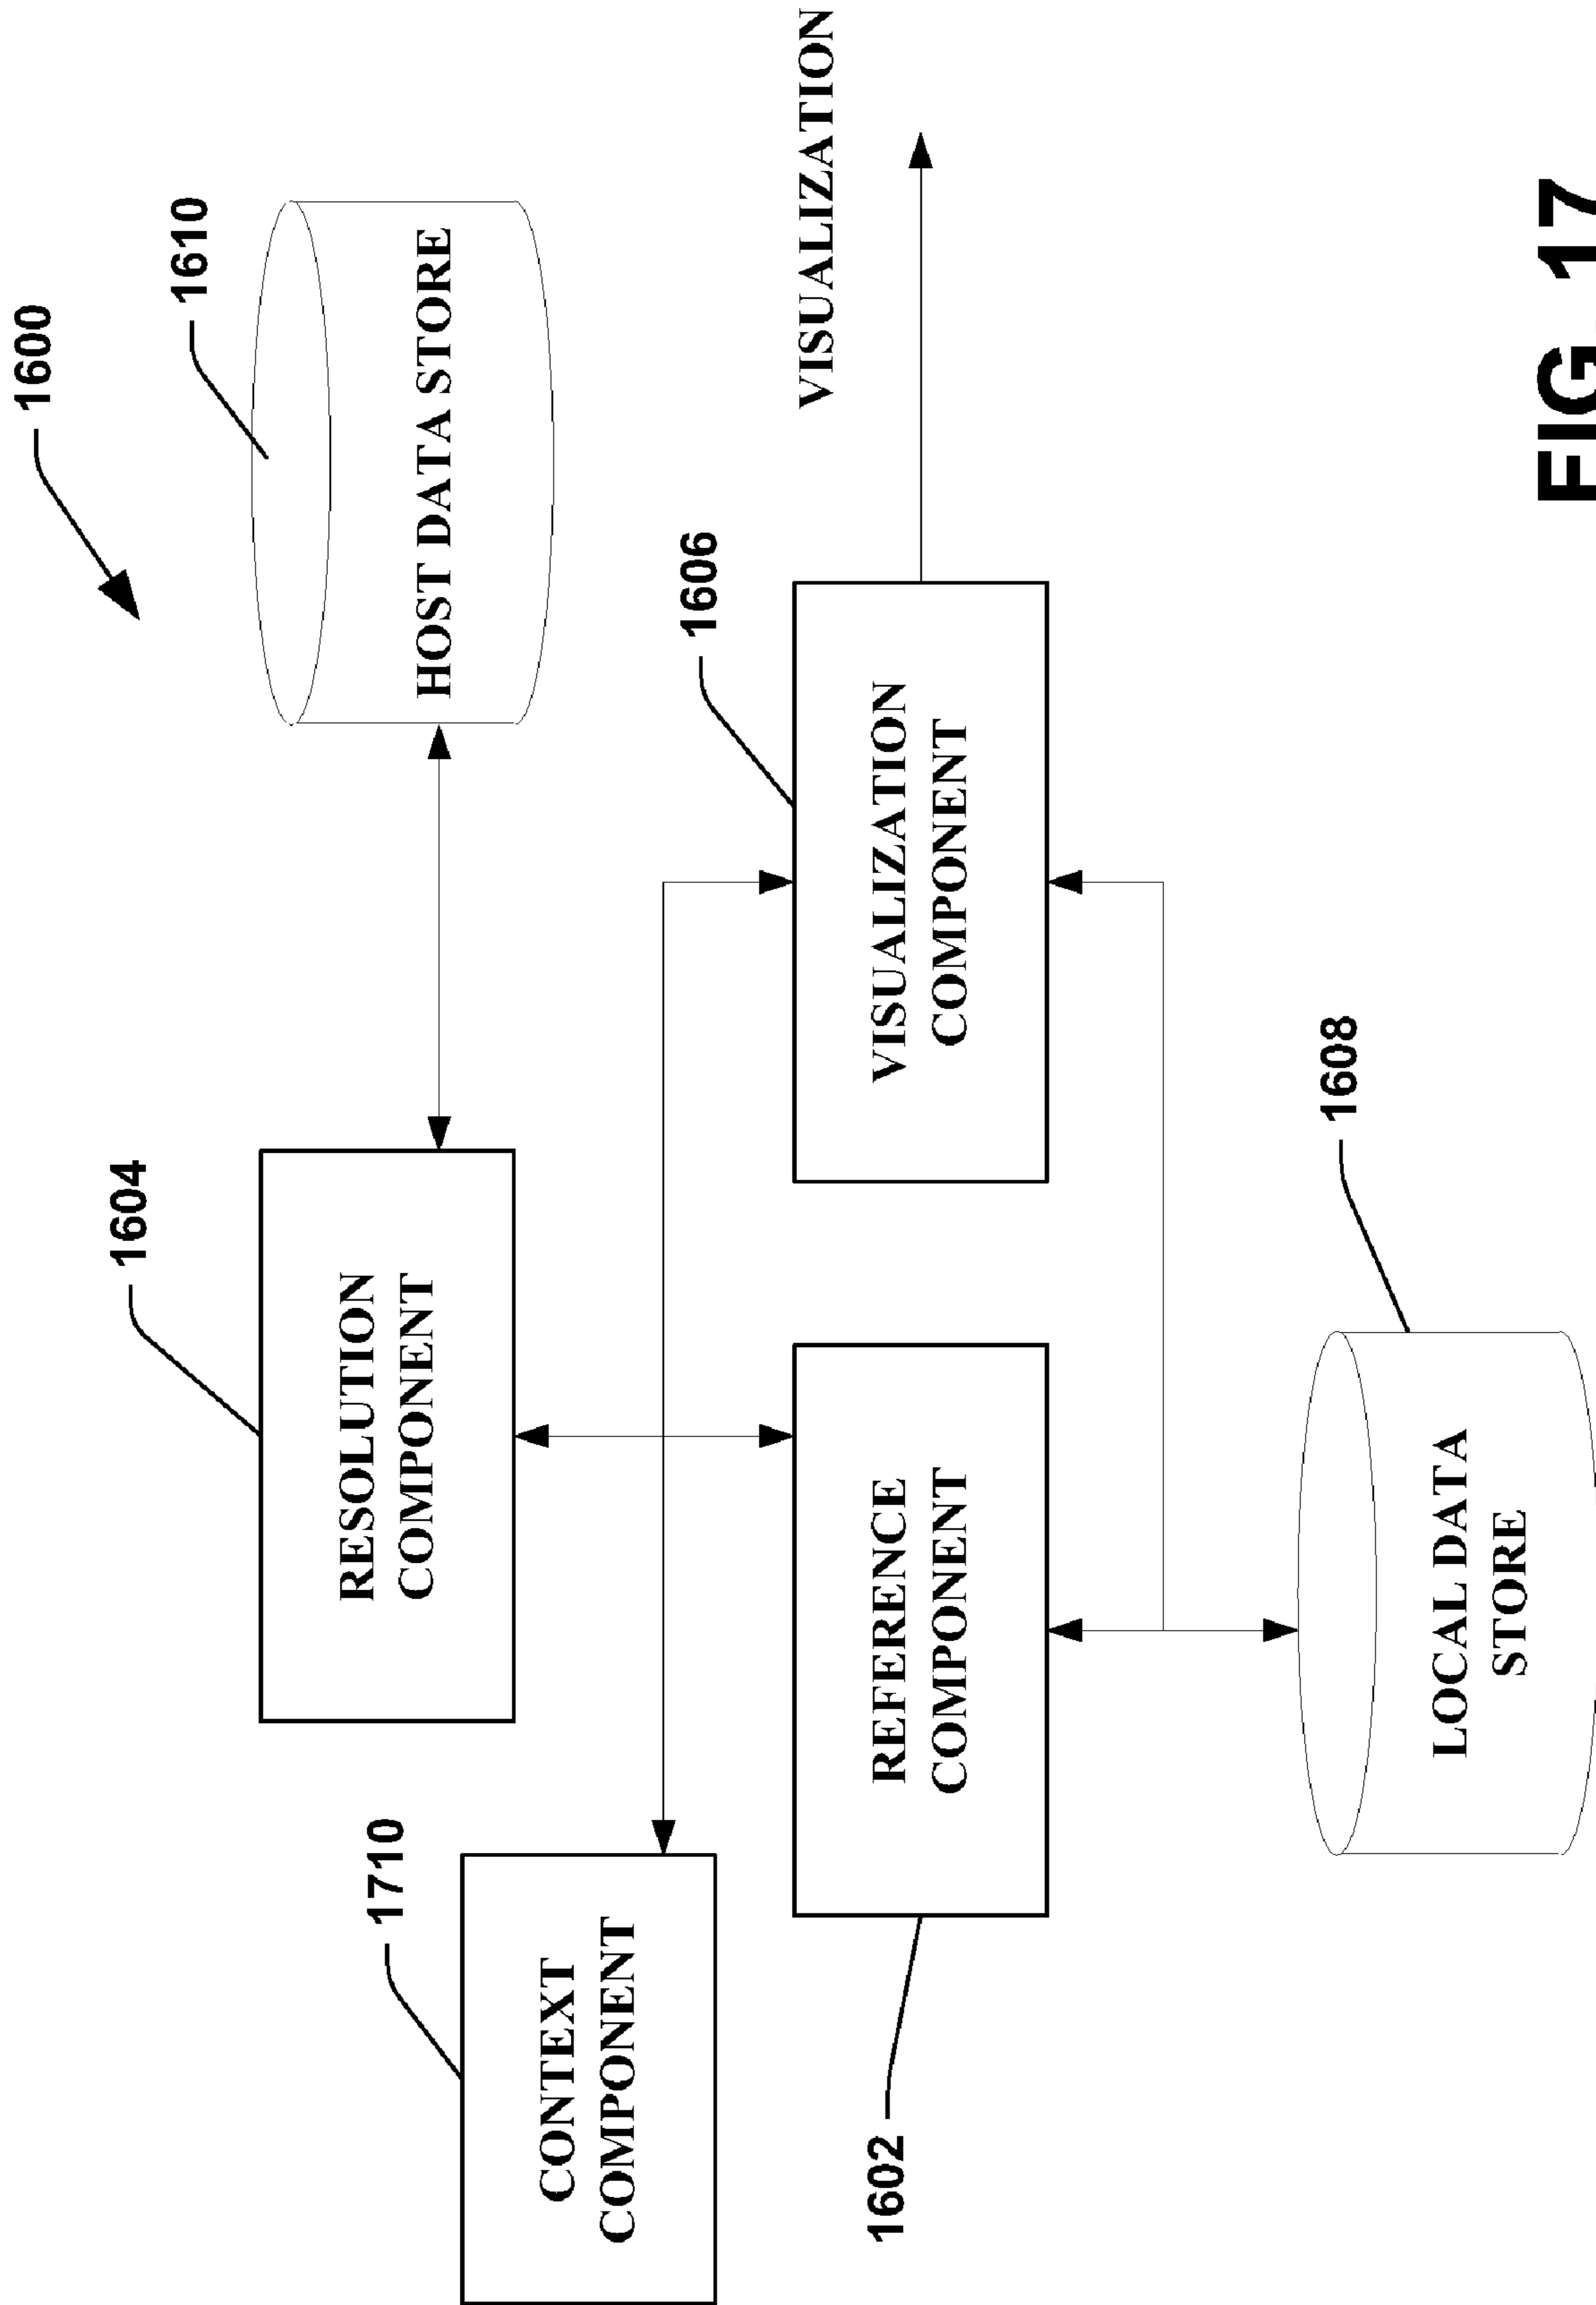 1600
1610
HOST DATA STORE
1604
RESOLUTION
COMPONENT
1710
CONTEXT
COMPONENT
1606
VISUALIZATION
COMPONENT
VISUALIZATION
REFERENCE
COMPONENT
1602
1608
LOCAL DATA
STORE
FIG 17